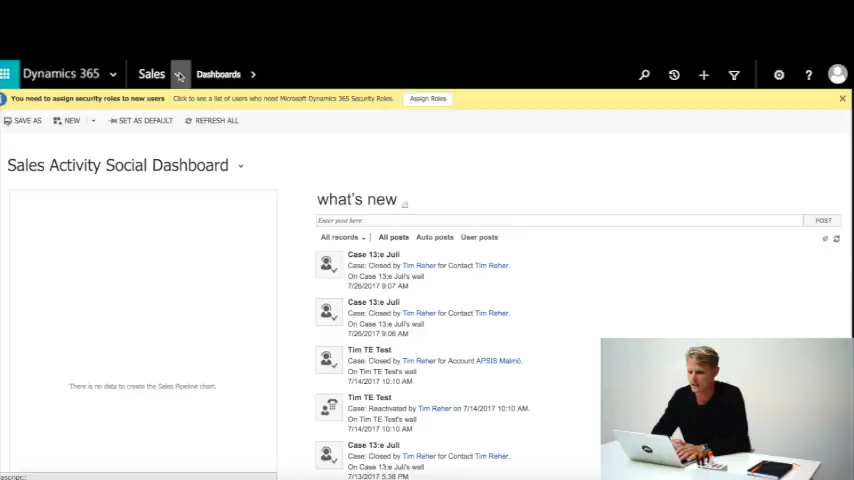 Dynamics 365 Sales Dashboards
You need to assign security roles to new users Click to see a list of users who need Microsoft Dynamics 365 Security Roles. Assign Roles
SAVE AS NEW SET AS DEFAULT REFRESH ALL
Sales Activity Social Dashboard
There is no data to create the Sales Pipeline chart.
what's new
Enter post here POST
All records All posts Auto posts User posts
Case 13:e Juli
Case: Closed by Tim Reher for Contact Tim Reher.
On Case 13:e Juli's wall
7/26/2017 9:07 AM
Case 13:e Juli
Case: Closed by Tim Reher for Contact Tim Reher.
On Case 13:e Juli's wall
7/26/2017 9:06 AM
Tim TE Test
Case: Closed by Tim Reher for Account APSIS Malmö.
On Tim TE Test's wall
7/14/2017 10:10 AM
Tim TE Test
Case: Reactivated by Tim Reher on 7/14/2017 10:10 AM.
On Tim TE Test's wall
7/14/2017 10:10 AM
Case 13:e Juli
Case: Closed by Tim Reher for Contact Tim Reher.
On Case 13:e Juli's wall
7/13/2017 5:38 PM
ascript:;